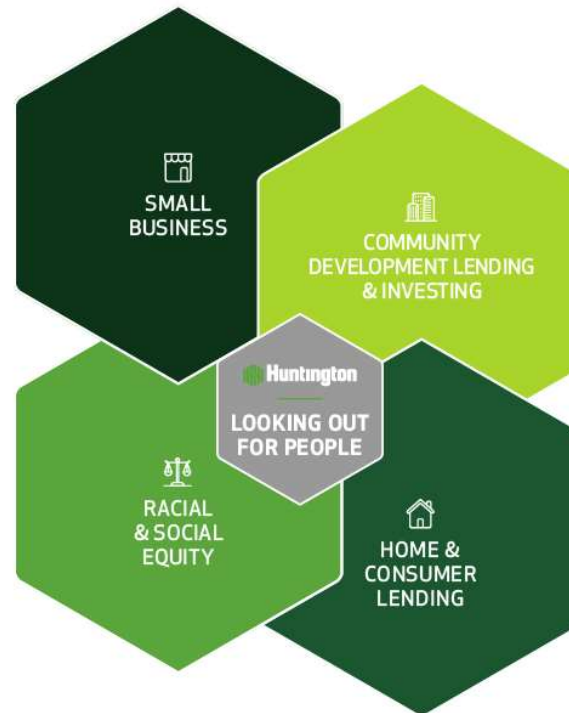 SMALL
BUSINESS
COMMUNITY
DEVELOPMENT LENDING
& INVESTING
Huntington
LOOKING OUT
FOR PEOPLE
RACIAL
& SOCIAL
EQUITY
HOME &
CONSUMER
LENDING